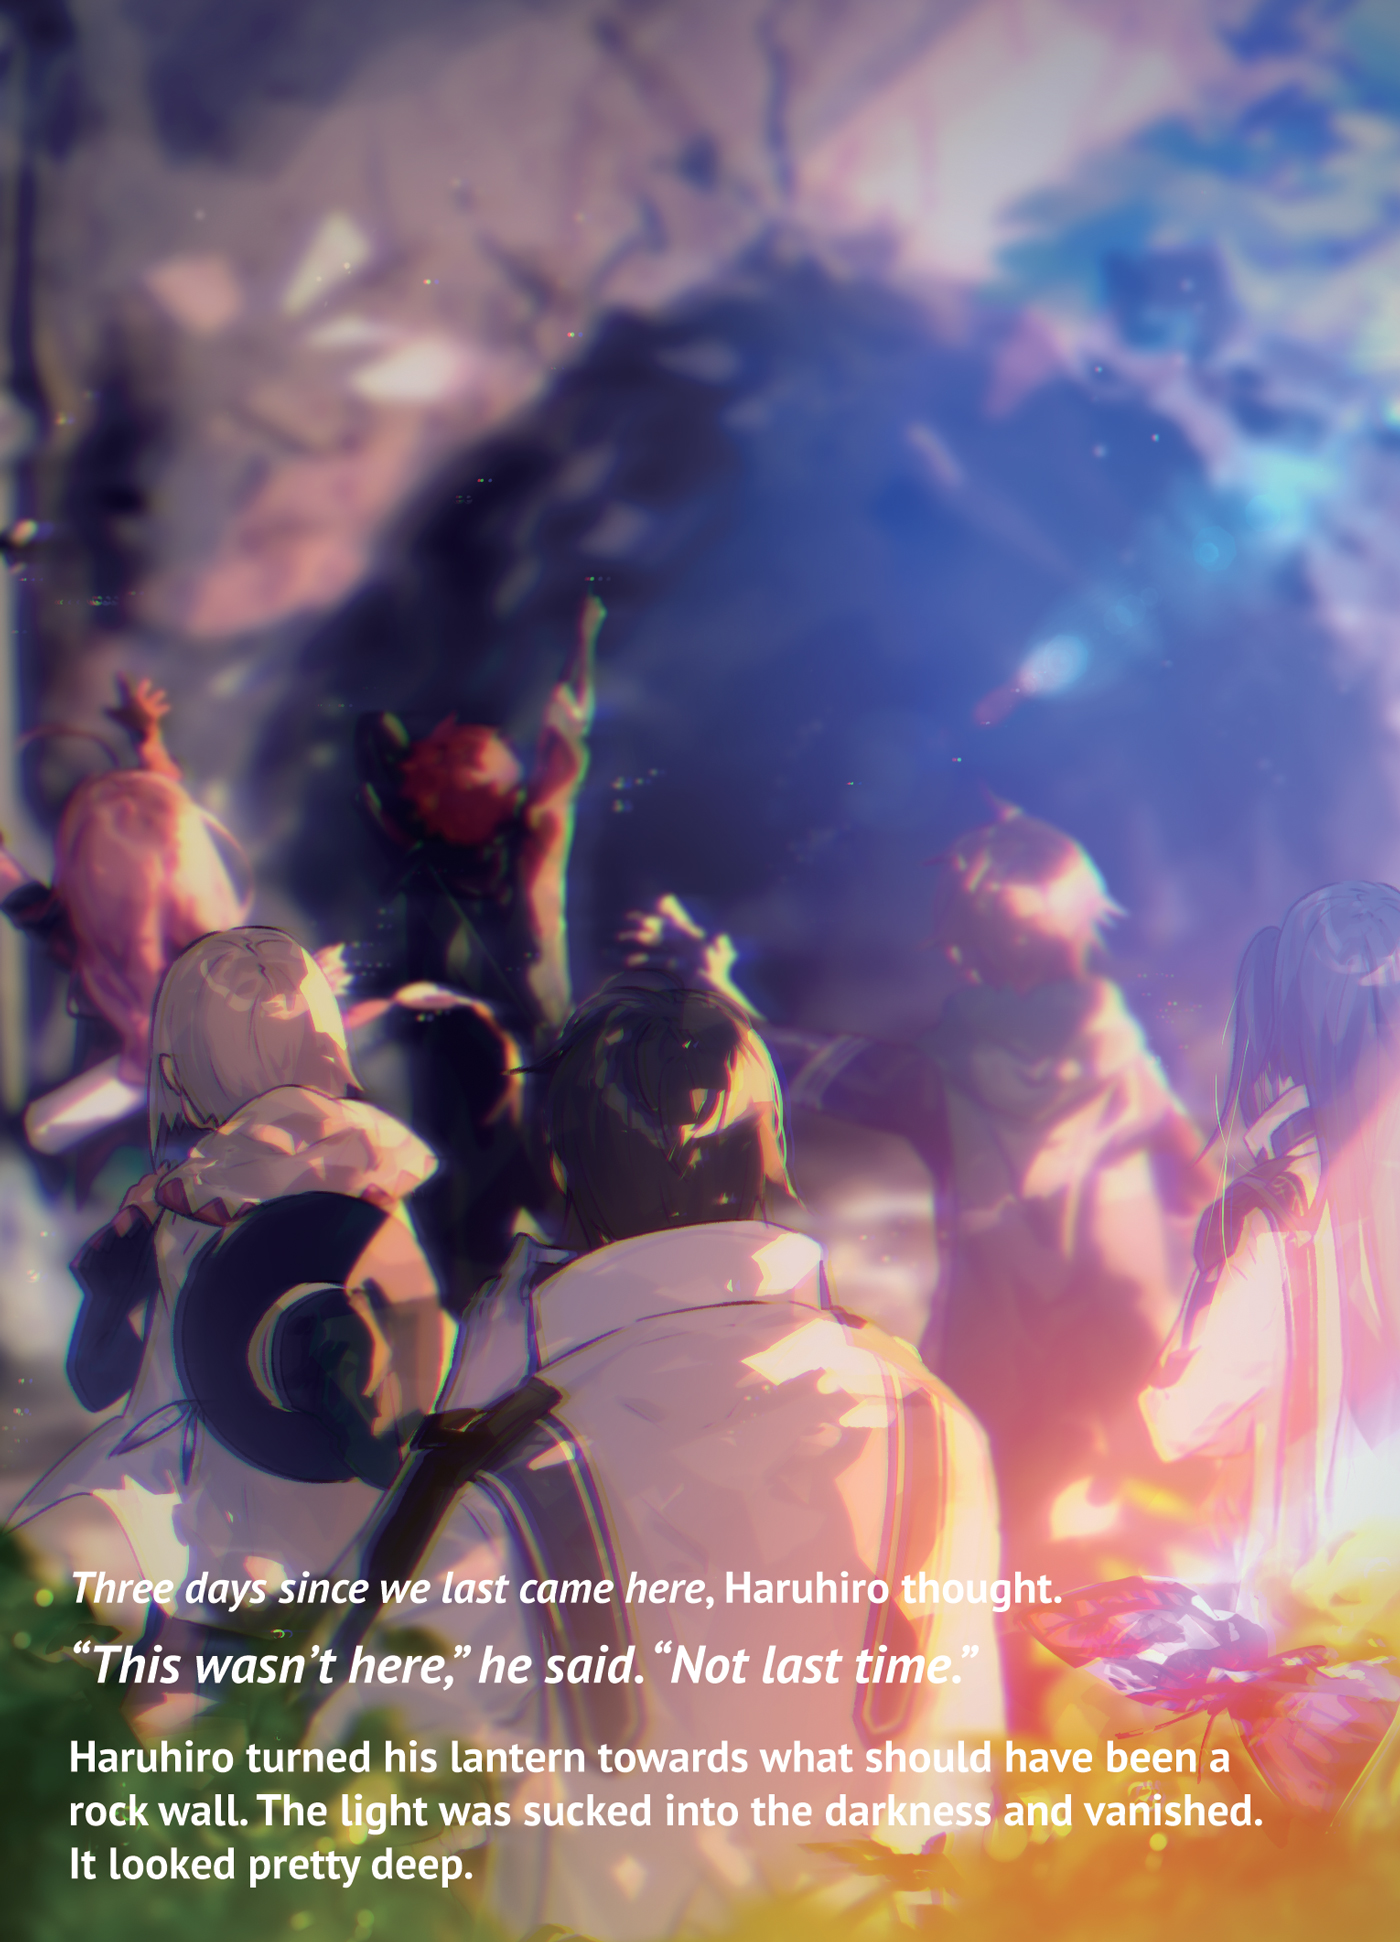 Three days since we last came here, Haruhiro thought.
“This wasn’t here,” he said. “Not last time.”
Haruhiro turned his lantern towards what should have been a
rock wall. The light was sucked into the darkness and vanished.
It looked pretty deep.